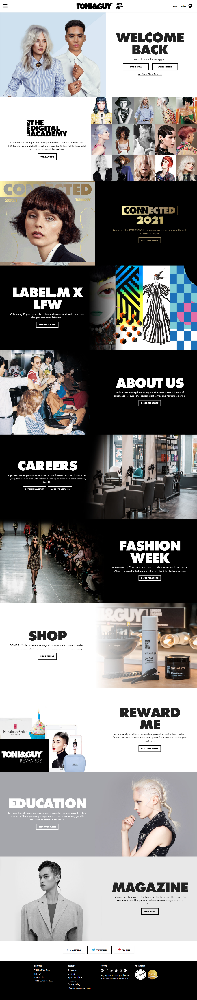 TONI&GUY LONDON FASHION WEEK
Salon Finder
WELCOME
BACK
We look forward to seeing you
BOOK NOW
WE'RE HIRING
We Care Client Promise
TONI&GUY THE
DIGITAL
ACADEMY
Explore our NEW digital education platform and subscribe to access over
300 techniques and global live webinars. Learning Online: All the time. Catch
up now on our launch live webinar.
TAKE A TOUR
CONNECTED
2021
TONI&GUY
CONNECTED
2021
Lose yourself in TONI&GUY's breathtaking new collection, aimed to both
educate and inspire.
DISCOVER MORE
LABEL.M X
LFW
Celebrating 15 years of label.m at London Fashion Week with a stand out
designer product collaboration
DISCOVER MORE
ABOUT US
Multi-award winning hairdressing brand with more than 50 years of
experience in education, superior client service and haircare expertise.
DISCOVER MORE
CAREERS
Opportunities for passionate experienced hairdressers that specialise in either
styling, technical or both with unlimited earning potential and great company
benefits.
RECRUITING NOW
A CAREER WITH US
FASHION
WEEK
TONI&GUY is Official Sponsor to London Fashion Week and label.m is the
Official Haircare Product, a partnership with the British Fashion Council.
DISCOVER MORE
SHOP
TONI&GUY offer an extensive range of shampoos, conditioners, brushes,
combs, scissors, electrical items and accessories, all with fast delivery
SHOP ONLINE
&GUY
label.m
Sea Salt
Spray
label.m
Matt Paste
REWARD
ME
Let us reward you with exclusive offers, promotions and gifts across hair,
fashion, beauty and much more. Sign up now for a Rewards Card at your
local salon.
DISCOVER MORE
Elizabeth Arden
NEW YORK
TONI&GUY
REWARDS
REN
EDUCATION
For more than 50 years, our success and philosophy has been rooted firmly in
education. Sharing our unique experience, to create innovative, globally
renowned hairdressing education.
DISCOVER MORE
MAGAZINE
Hair and beauty news, fashion trends, behind the scenes films, exclusive
interviews, cultural happenings and competitions brought to you by
TONI&GUY
READ MORE
SHARE THIS
TWEET THIS
PIN THIS
NETWORK
TONI&GUY Shop
Label.m
Essensuals
TONI&GUY Products
COMPANY
Contact us
Careers
Apprenticeships
Franchise
Privacy policy
Modern slavery statement
SOCIAL
Sign up now to keep up to date with
news and offers from TONI&GUY.
AFFILIATIONS